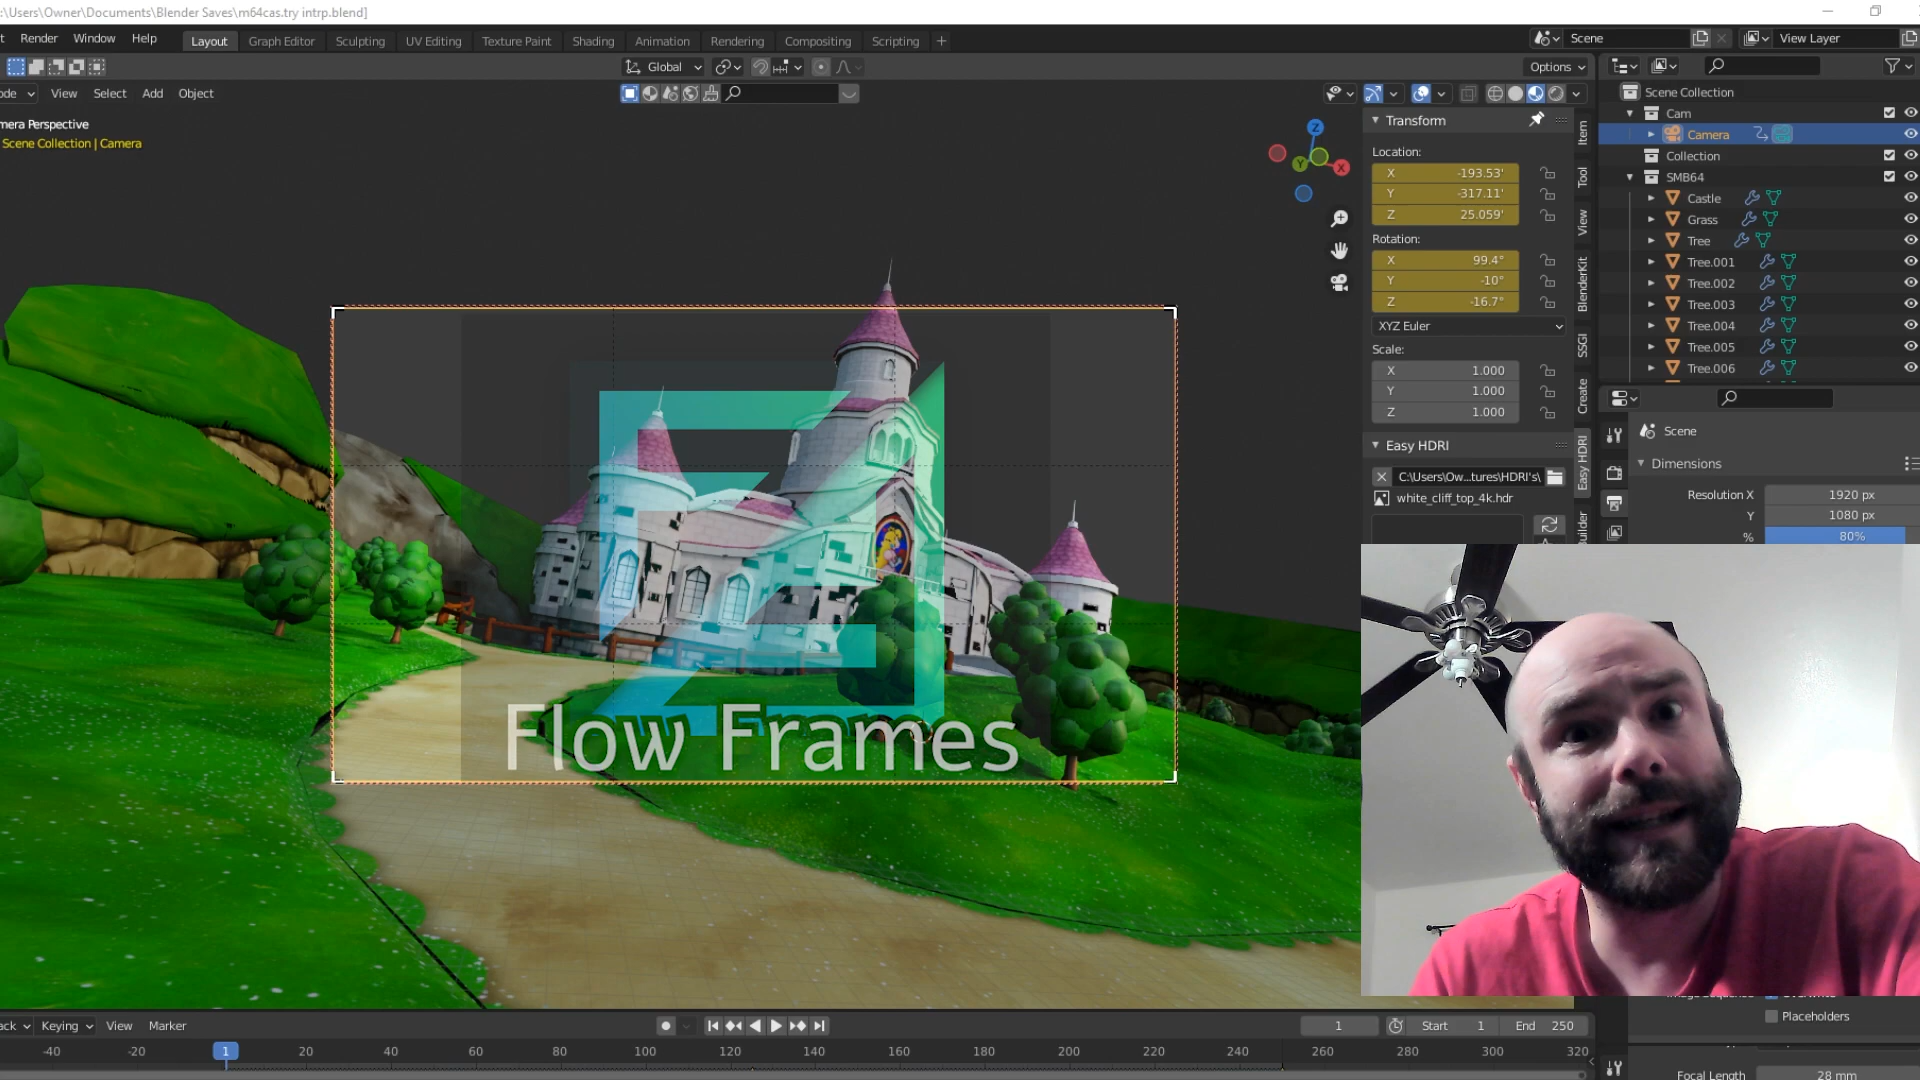 :\Users\Owner\Documents\Blender Saves\m64cas.try intrp.blend]
Render Window Help Layout Graph Editor Sculpting UV Editing Texture Paint Shading Animation Rendering Compositing Scripting + Scene View Layer
Global Options
ode View Select Add Object
mera Perspective
Scene Collection | Camera
Z
Y
X
Transform
Location:
X -193.53'
Y -317.11'
Z 25.059'
Rotation:
X 99.4°
Y -10°
Z -16.7°
XYZ Euler
Scale:
X 1.000
Y 1.000
Z 1.000
Easy HDRI
C:\Users\Ow...tures\HDRI's\
white_cliff_top_4k.hdr
Item
Tool
View
BlenderKit
SSGI
Create
Easy HDRI
uilder
Scene Collection
Cam
Camera
Collection
SMB64
Castle
Grass
Tree
Tree.001
Tree.002
Tree.003
Tree.004
Tree.005
Tree.006
Scene
Dimensions
Resolution X 1920 px
Y 1080 px
% 80%
Flow Frames
Placeholders
Focal Length 28 mm
ack Keying View Marker
1 Start 1 End 250
-40 -20 1 20 40 60 80 100 120 140 160 180 200 220 240 260 280 300 320